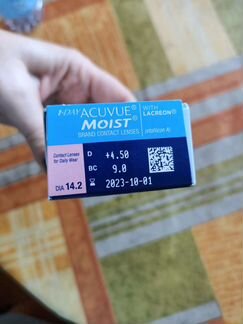 1-DAY ACUVUE®
MOIST®
BRAND CONTACT LENSES
WITH
LACREON®
Contact Lenses
for Daily Wear
D +4.50
BC 9.0
2023-10-01
DIA 14.2